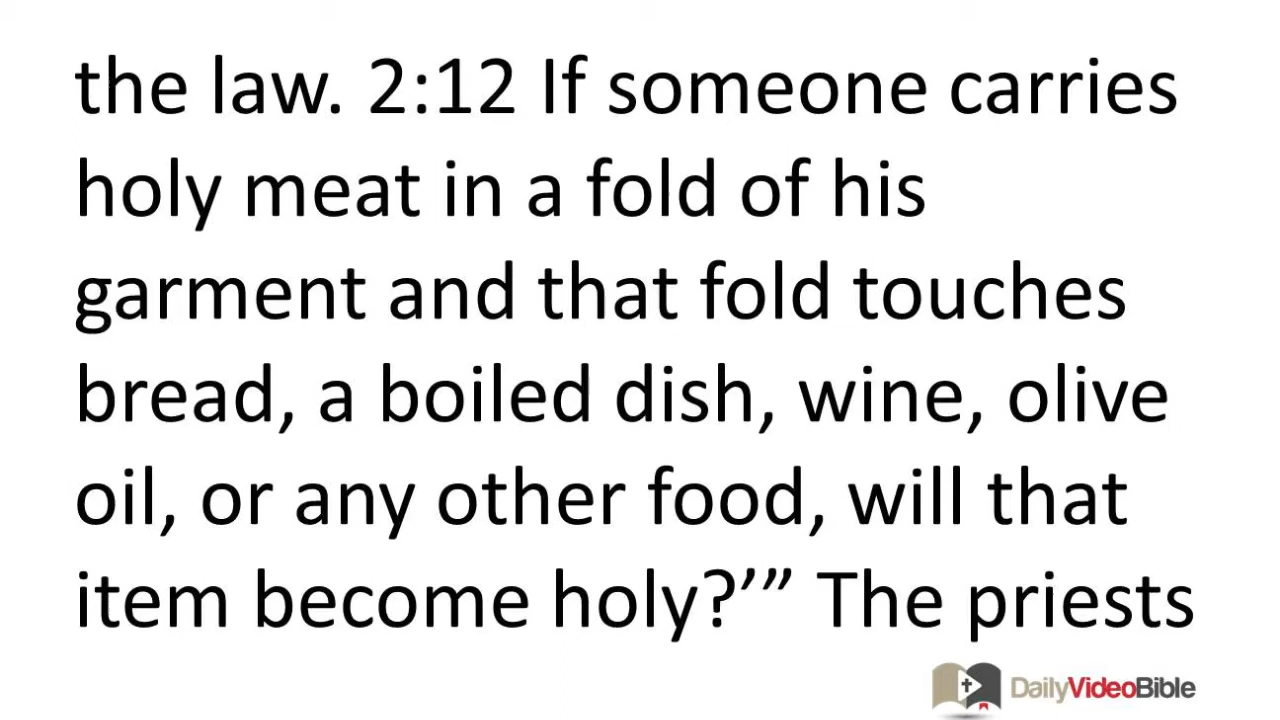 the law. 2:12 If someone carries
holy meat in a fold of his
garment and that fold touches
bread, a boiled dish, wine, olive
oil, or any other food, will that
item become holy?’” The priests
DailyVideoBible